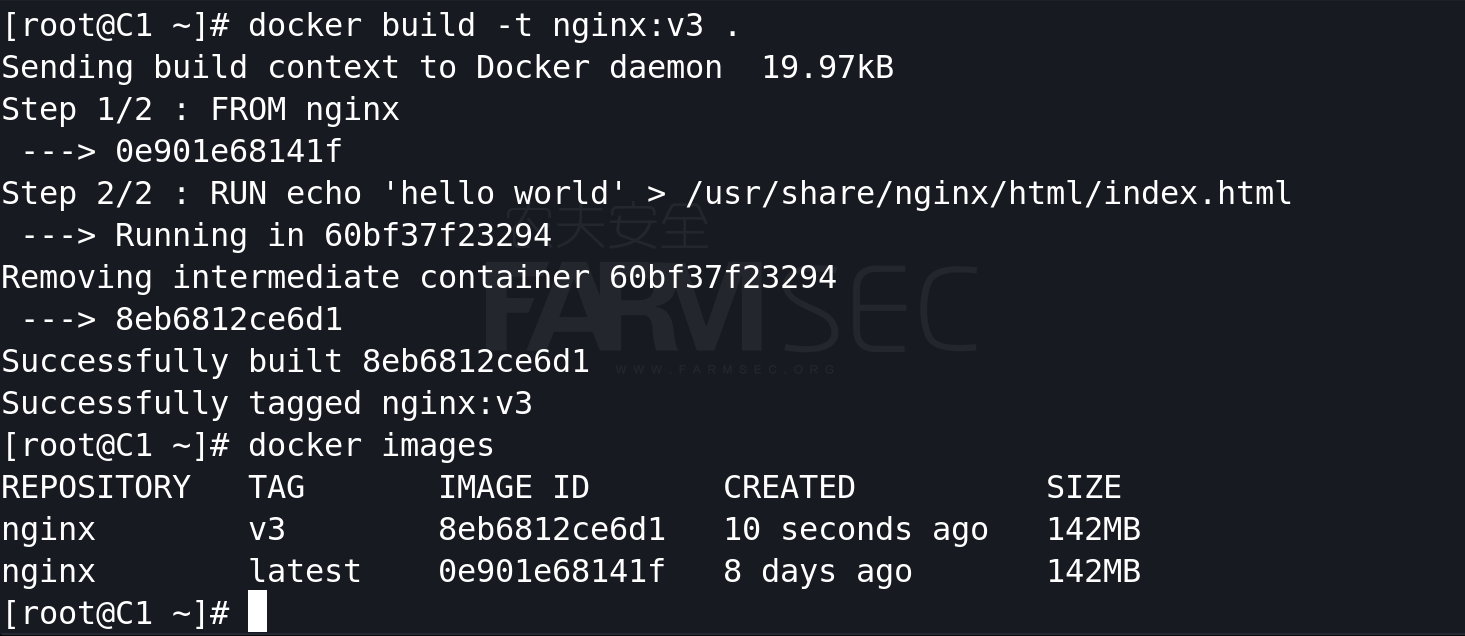 [root@C1 ~]# docker build -t nginx:v3 .
Sending build context to Docker daemon  19.97kB
Step 1/2 : FROM nginx
 ---> 0e901e68141f
Step 2/2 : RUN echo 'hello world' > /usr/share/nginx/html/index.html
 ---> Running in 60bf37f23294
Removing intermediate container 60bf37f23294
 ---> 8eb6812ce6d1
Successfully built 8eb6812ce6d1
Successfully tagged nginx:v3
[root@C1 ~]# docker images
REPOSITORY   TAG       IMAGE ID       CREATED          SIZE
nginx        v3        8eb6812ce6d1   10 seconds ago   142MB
nginx        latest    0e901e68141f   8 days ago       142MB
[root@C1 ~]#
天安全
FARMSEC
WWW.FARMSEC.ORG